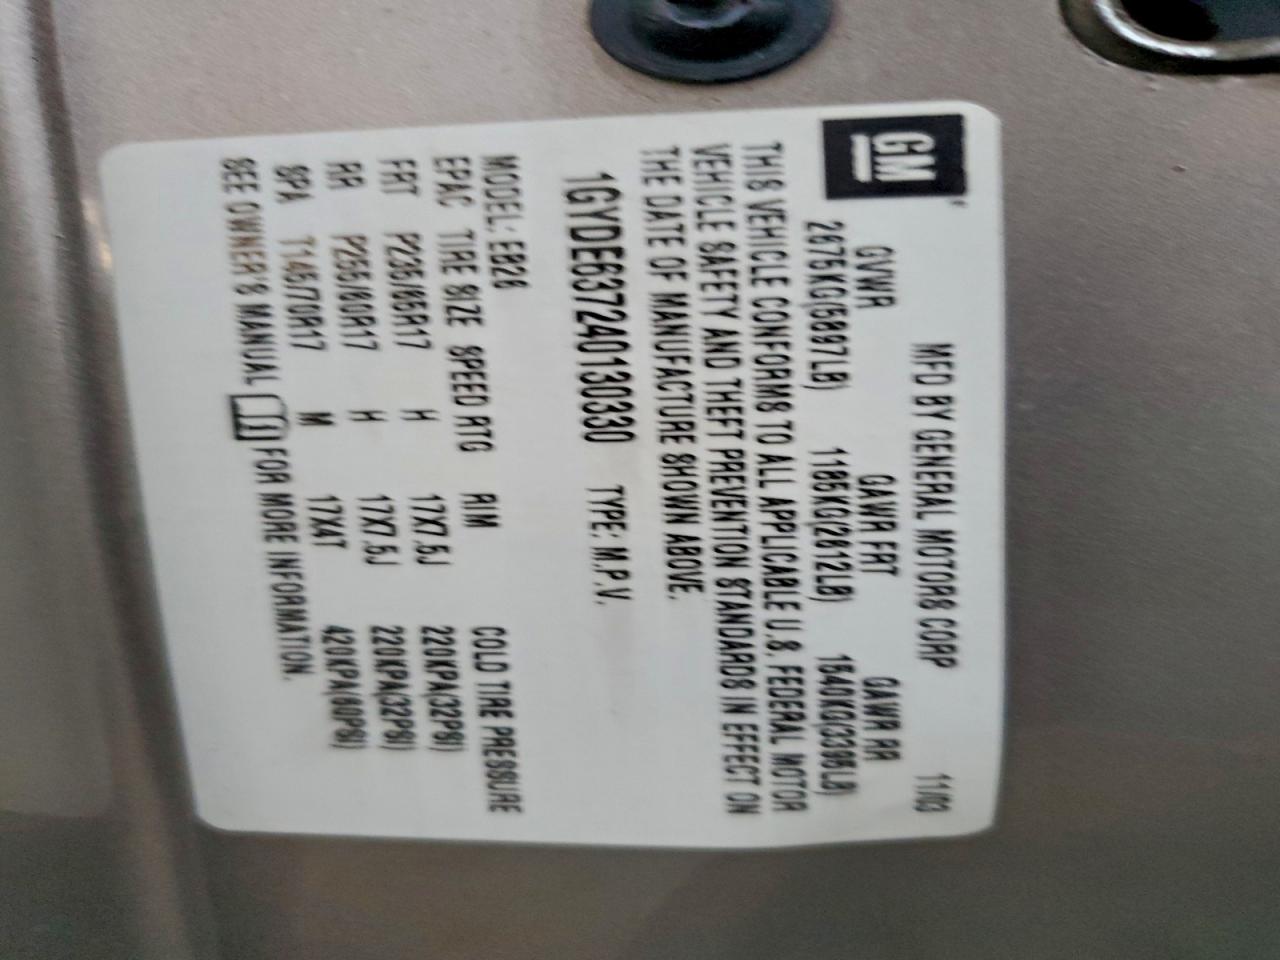 GM
MFD BY GENERAL MOTORS CORP 11/03
GVWR GAWR FRT GAWR RR
2675KG(5897LB) 1185KG(2612LB) 1540KG(3395LB)
THIS VEHICLE CONFORMS TO ALL APPLICABLE U.S. FEDERAL MOTOR
VEHICLE SAFETY AND THEFT PREVENTION STANDARDS IN EFFECT ON
THE DATE OF MANUFACTURE SHOWN ABOVE.
1GYDE637240130330 TYPE: M.P.V.
MODEL: EB26
EPAC TIRE SIZE SPEED RTG RIM COLD TIRE PRESSURE
FRT P235/65R17 H 17X7.5J 220KPA(32PSI)
RR P255/60R17 H 17X7.5J 220KPA(32PSI)
SPA T145/70R17 M 17X4T 420KPA(60PSI)
SEE OWNER'S MANUAL FOR MORE INFORMATION.